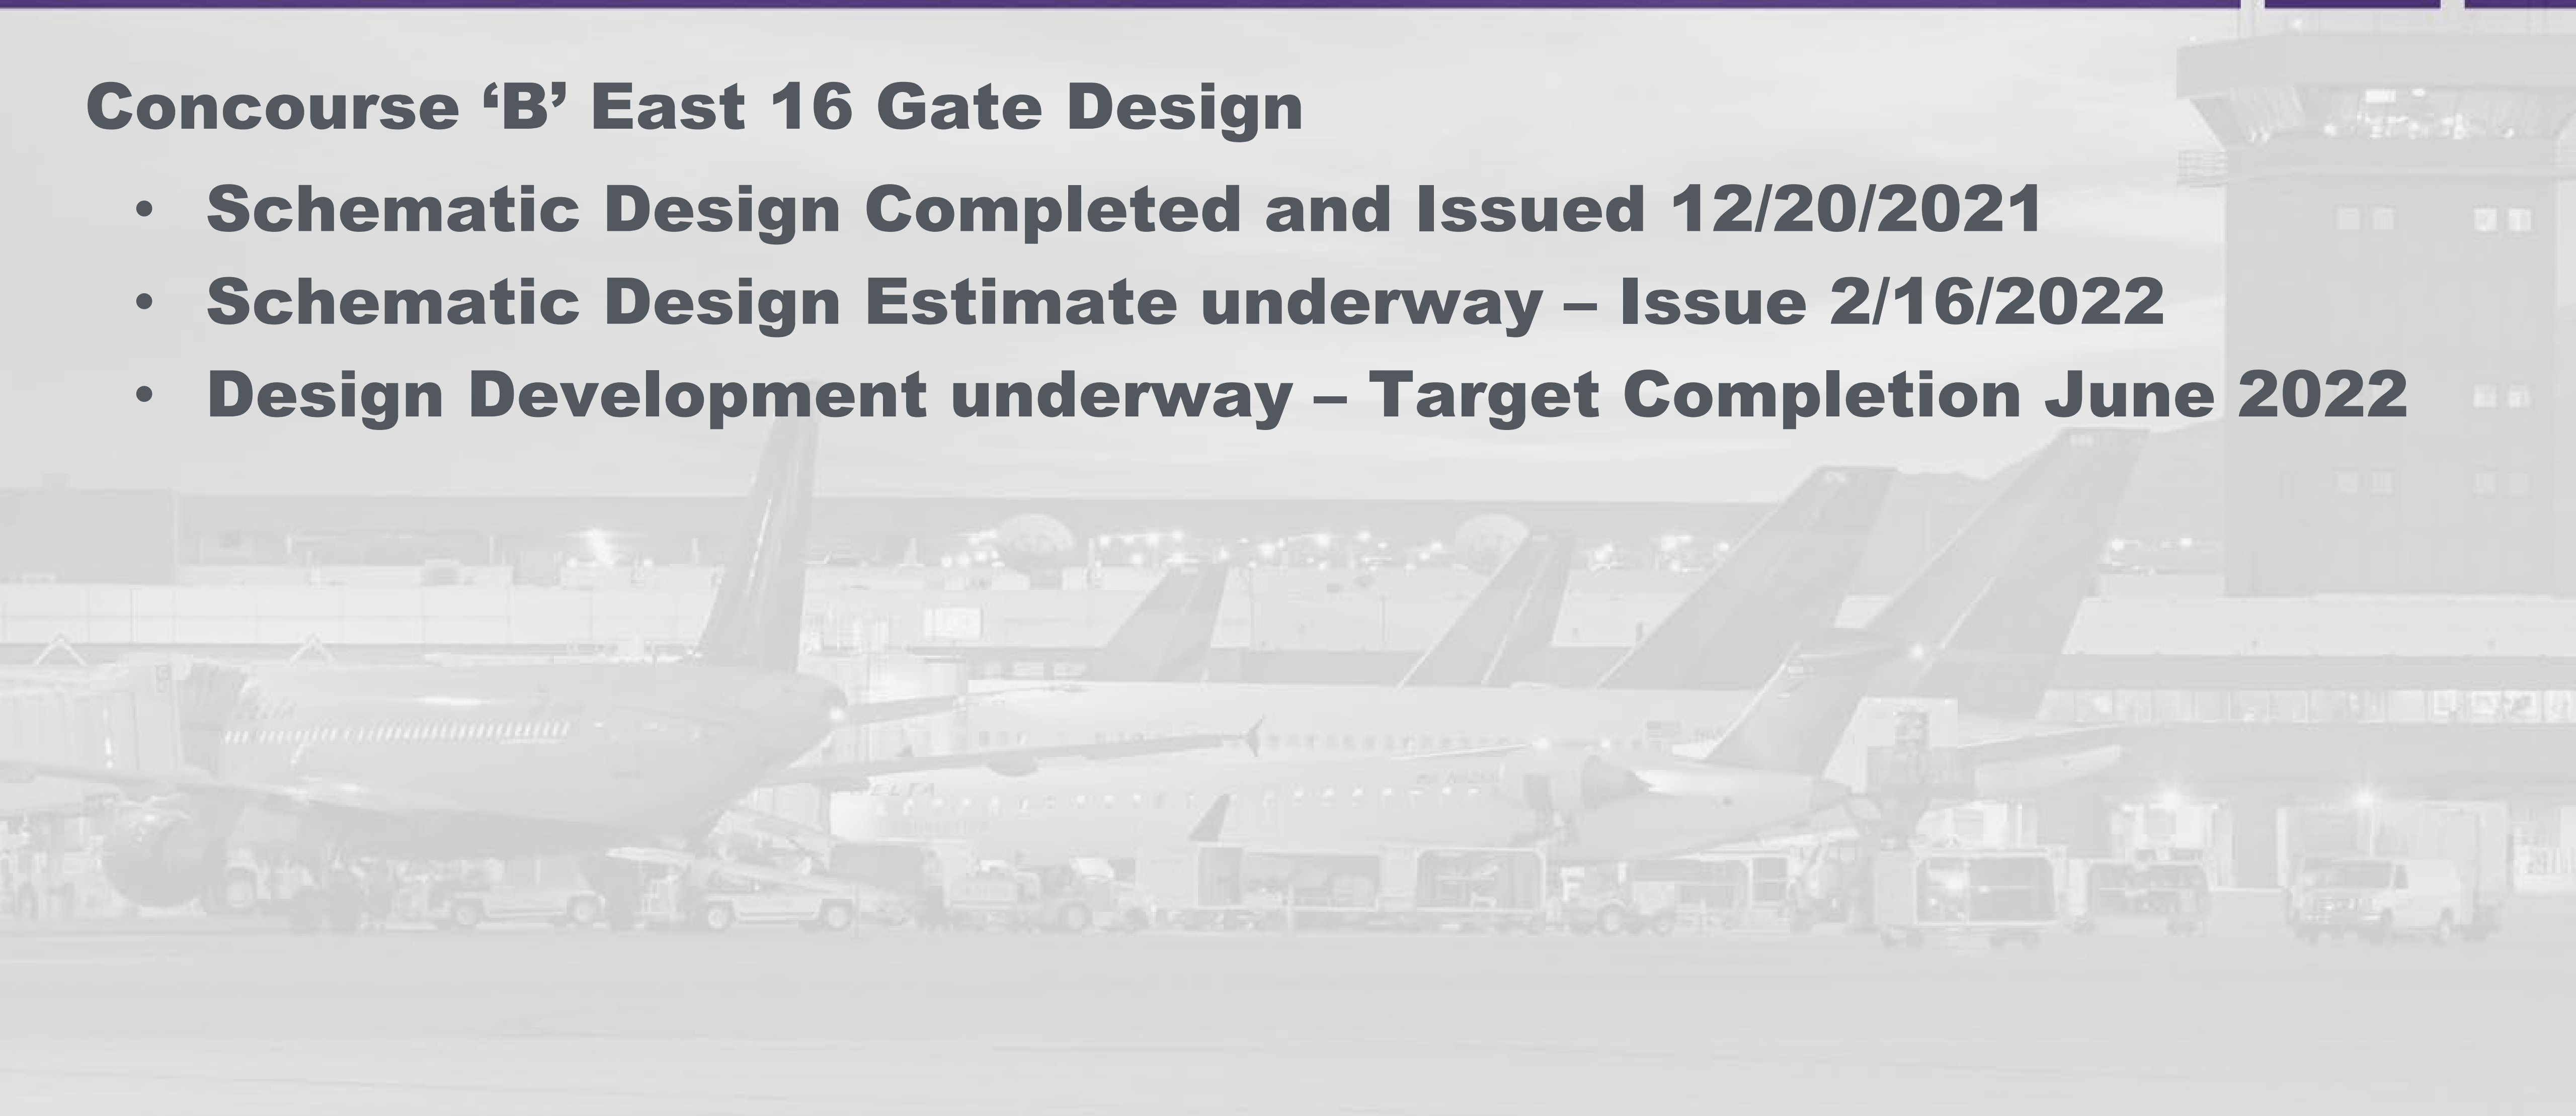 Concourse ‘B’ East 16 Gate Design
• Schematic Design Completed and Issued 12/20/2021
• Schematic Design Estimate underway – Issue 2/16/2022
• Design Development underway – Target Completion June 2022
DELTA